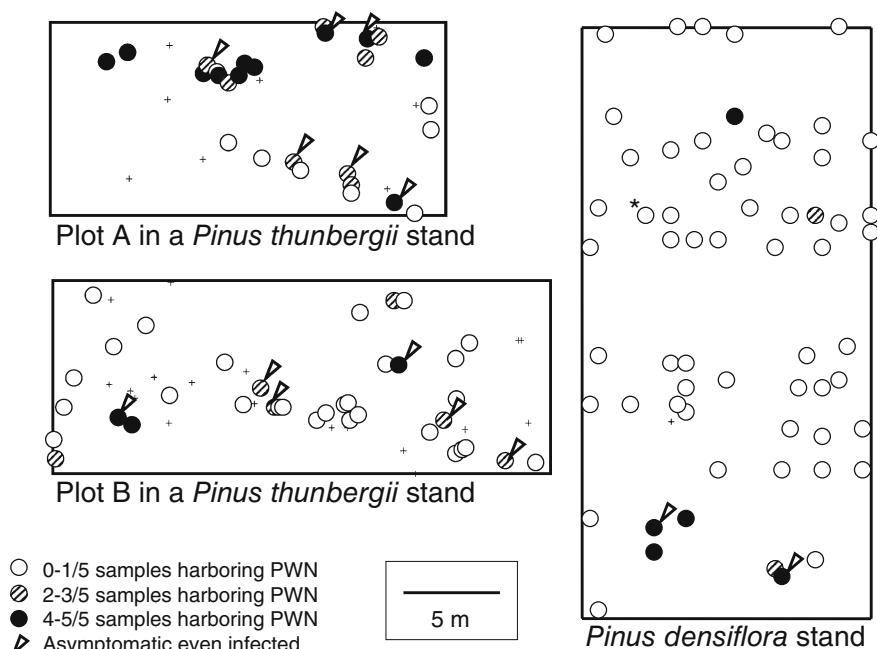 Plot A in a Pinus thunbergii stand
Plot B in a Pinus thunbergii stand
0-1/5 samples harboring PWN
2-3/5 samples harboring PWN
4-5/5 samples harboring PWN
Asymptomatic even infected
5 m
*
Pinus densiflora stand